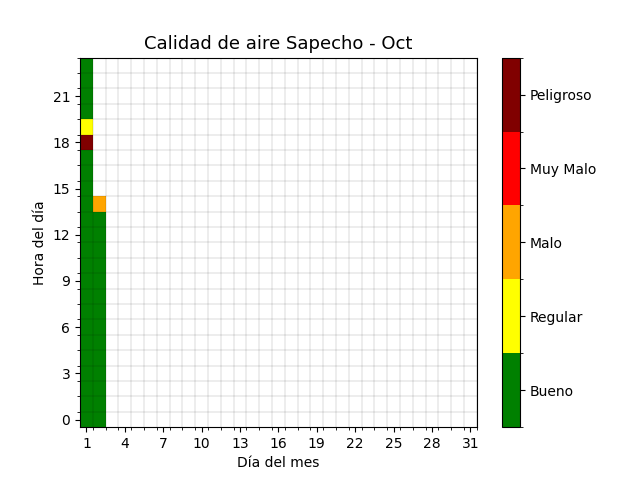 Calidad de aire Sapecho - Oct
Hora del día
21
18
15
12
9
6
3
0
1 4 7 10 13 16 19 22 25 28 31
Día del mes
Peligroso
Muy Malo
Malo
Regular
Bueno